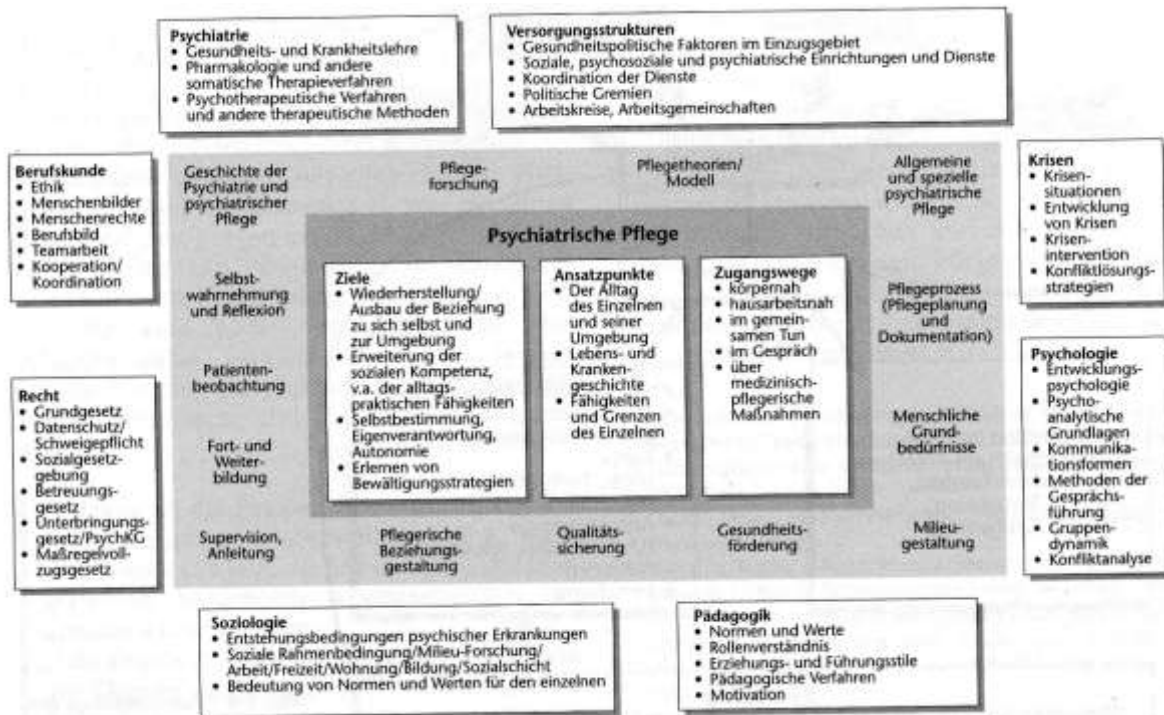 Psychiatrie
• Gesundheits- und Krankheitslehre
• Pharmakologie und andere
somatische Therapieverfahren
• Psychotherapeutische Verfahren
und andere therapeutische Methoden
Versorgungsstrukturen
• Gesundheitspolitische Faktoren im Einzugsgebiet
• Soziale, psychosoziale und psychiatrische Einrichtungen und Dienste
• Koordination der Dienste
• Politische Gremien
• Arbeitskreise, Arbeitsgemeinschaften
Berufskunde
• Ethik
• Menschenbilder
• Menschenrechte
• Berufsbild
• Teamarbeit
• Kooperation/
Koordination
Geschichte der
Psychiatrie und
psychiatrischer
Pflege
Pflege-
forschung
Pflegetheorien/
Modell
Allgemeine
und spezielle
psychiatrische
Pflege
Krisen
• Krisen-
situationen
• Entwicklung
von Krisen
• Krisen-
intervention
• Konfliktlösungs-
strategien
Psychiatrische Pflege
Selbst-
wahrnehmung
und Reflexion
Patienten-
beobachtung
Fort- und
Weiter-
bildung
Supervision,
Anleitung
Ziele
• Wiederherstellung/
Ausbau der Beziehung
zu sich selbst und
zur Umgebung
• Erweiterung der
sozialen Kompetenz,
v.a. der alltags-
praktischen Fähigkeiten
• Selbstbestimmung,
Eigenverantwortung,
Autonomie
• Erlernen von
Bewältigungsstrategien
Ansatzpunkte
• Der Alltag
des Einzelnen
und seiner
Umgebung
• Lebens- und
Kranken-
geschichte
• Fähigkeiten
und Grenzen
des Einzelnen
Zugangswege
• körpernah
• hausarbeitsnah
• im gemein-
samen Tun
• im Gespräch
• über
medizinisch-
pflegerische
Maßnahmen
Pflegeprozess
(Pflegeplanung
und
Dokumentation)
Menschliche
Grund-
bedürfnisse
Milieu-
gestaltung
Pflegerische
Beziehungs-
gestaltung
Qualitäts-
sicherung
Gesundheits-
förderung
Recht
• Grundgesetz
• Datenschutz/
Schweigepflicht
• Sozialgesetz-
gebung
• Betreuungs-
gesetz
• Unterbringungs-
gesetz/PsychKG
• Maßregelvoll-
zugsgesetz
Psychologie
• Entwicklungs-
psychologie
• Psycho-
analytische
Grundlagen
• Kommunika-
tionsformen
• Methoden der
Gesprächs-
führung
• Gruppen-
dynamik
• Konfliktanalyse
Soziologie
• Entstehungsbedingungen psychischer Erkrankungen
• Soziale Rahmenbedingung/Milieu-Forschung/
Arbeit/Freizeit/Wohnung/Bildung/Sozialschicht
• Bedeutung von Normen und Werten für den einzelnen
Pädagogik
• Normen und Werte
• Rollenverständnis
• Erziehungs- und Führungsstile
• Pädagogische Verfahren
• Motivation